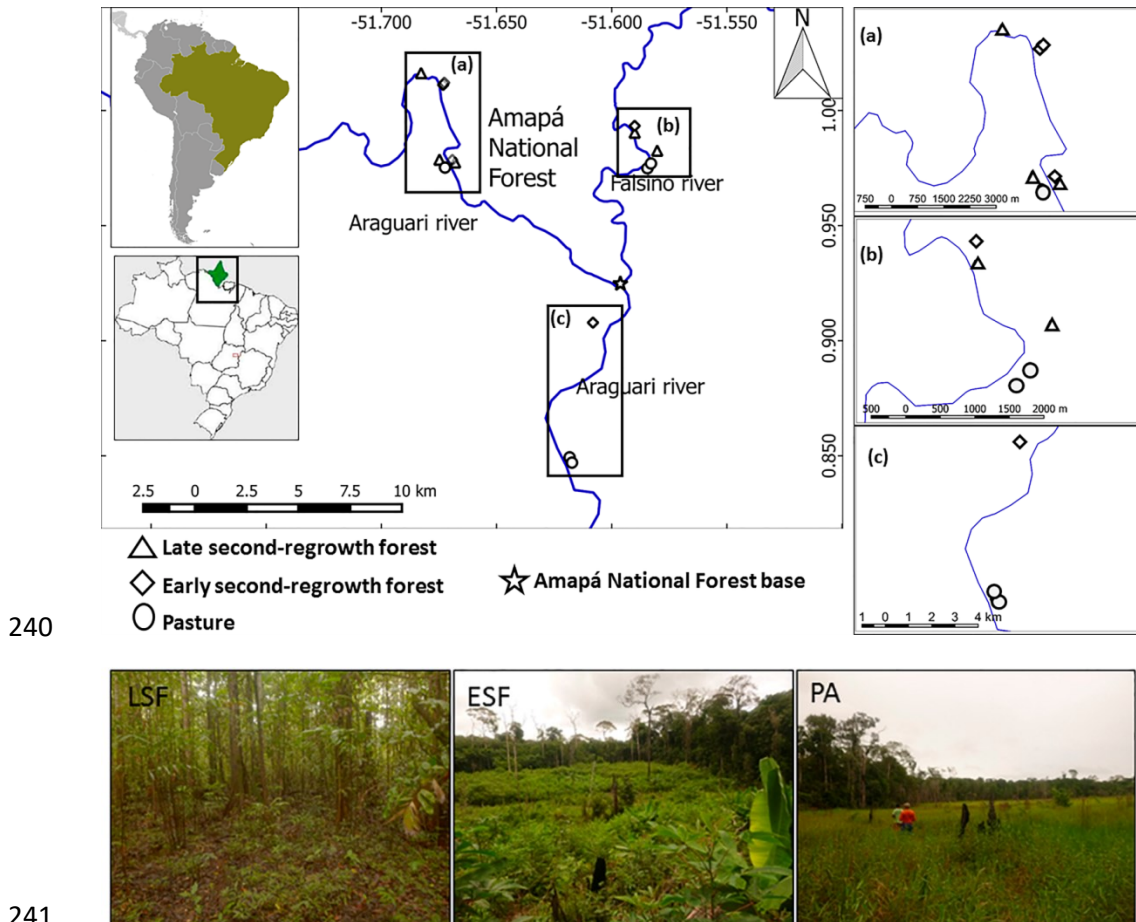 -51.700 -51.650 -51.600 -51.550
N
(a)
Amapá
National
Forest
(b)
Falsino river
Araguari river
(c)
Araguari river
1.00
0.950
0.900
0.850
2.5 0 2.5 5 7.5 10 km
Late second-regrowth forest
Early second-regrowth forest
Pasture
Amapá National Forest base
(a)
750 0 750 1500 2250 3000 m
(b)
500 0 500 1000 1500 2000 m
(c)
1 0 1 2 3 4 km
240
LSF
ESF
PA
241